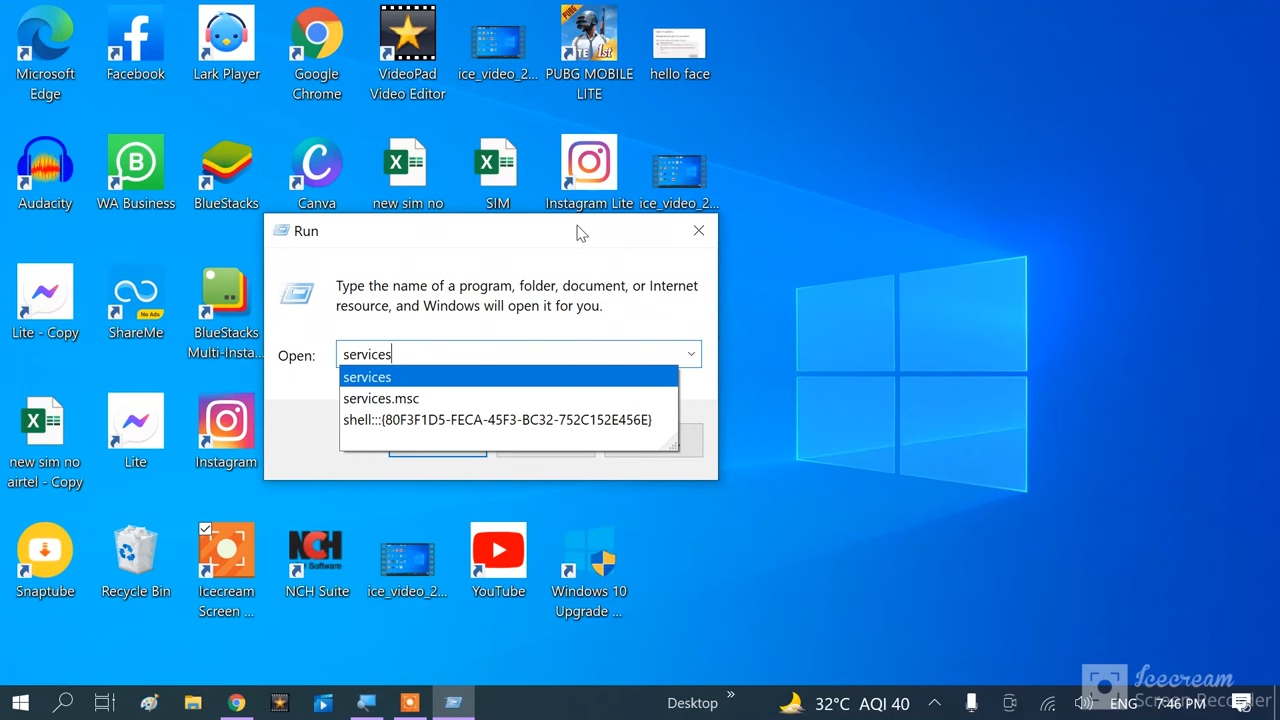 Microsoft Edge
Facebook
Lark Player
Google Chrome
VideoPad Video Editor
ice_video_2...
PUBG MOBILE LITE
hello face
Audacity
WA Business
BlueStacks
Canva
new sim no
SIM
Instagram Lite
ice_video_2...
Run
Type the name of a program, folder, document, or Internet
resource, and Windows will open it for you.
Open:
services
services
services.msc
shell:::{80F3F1D5-FECA-45F3-BC32-752C152E456E}
Lite - Copy
ShareMe
No Ads
BlueStacks Multi-Insta...
new sim no airtel - Copy
Lite
Instagram
Snaptube
Recycle Bin
Icecream Screen ...
NCH Suite
ice_video_2...
YouTube
Windows 10 Upgrade ...
Icecream
Screen Recorder
Desktop
32°C AQI 40
ENG
7:46 PM